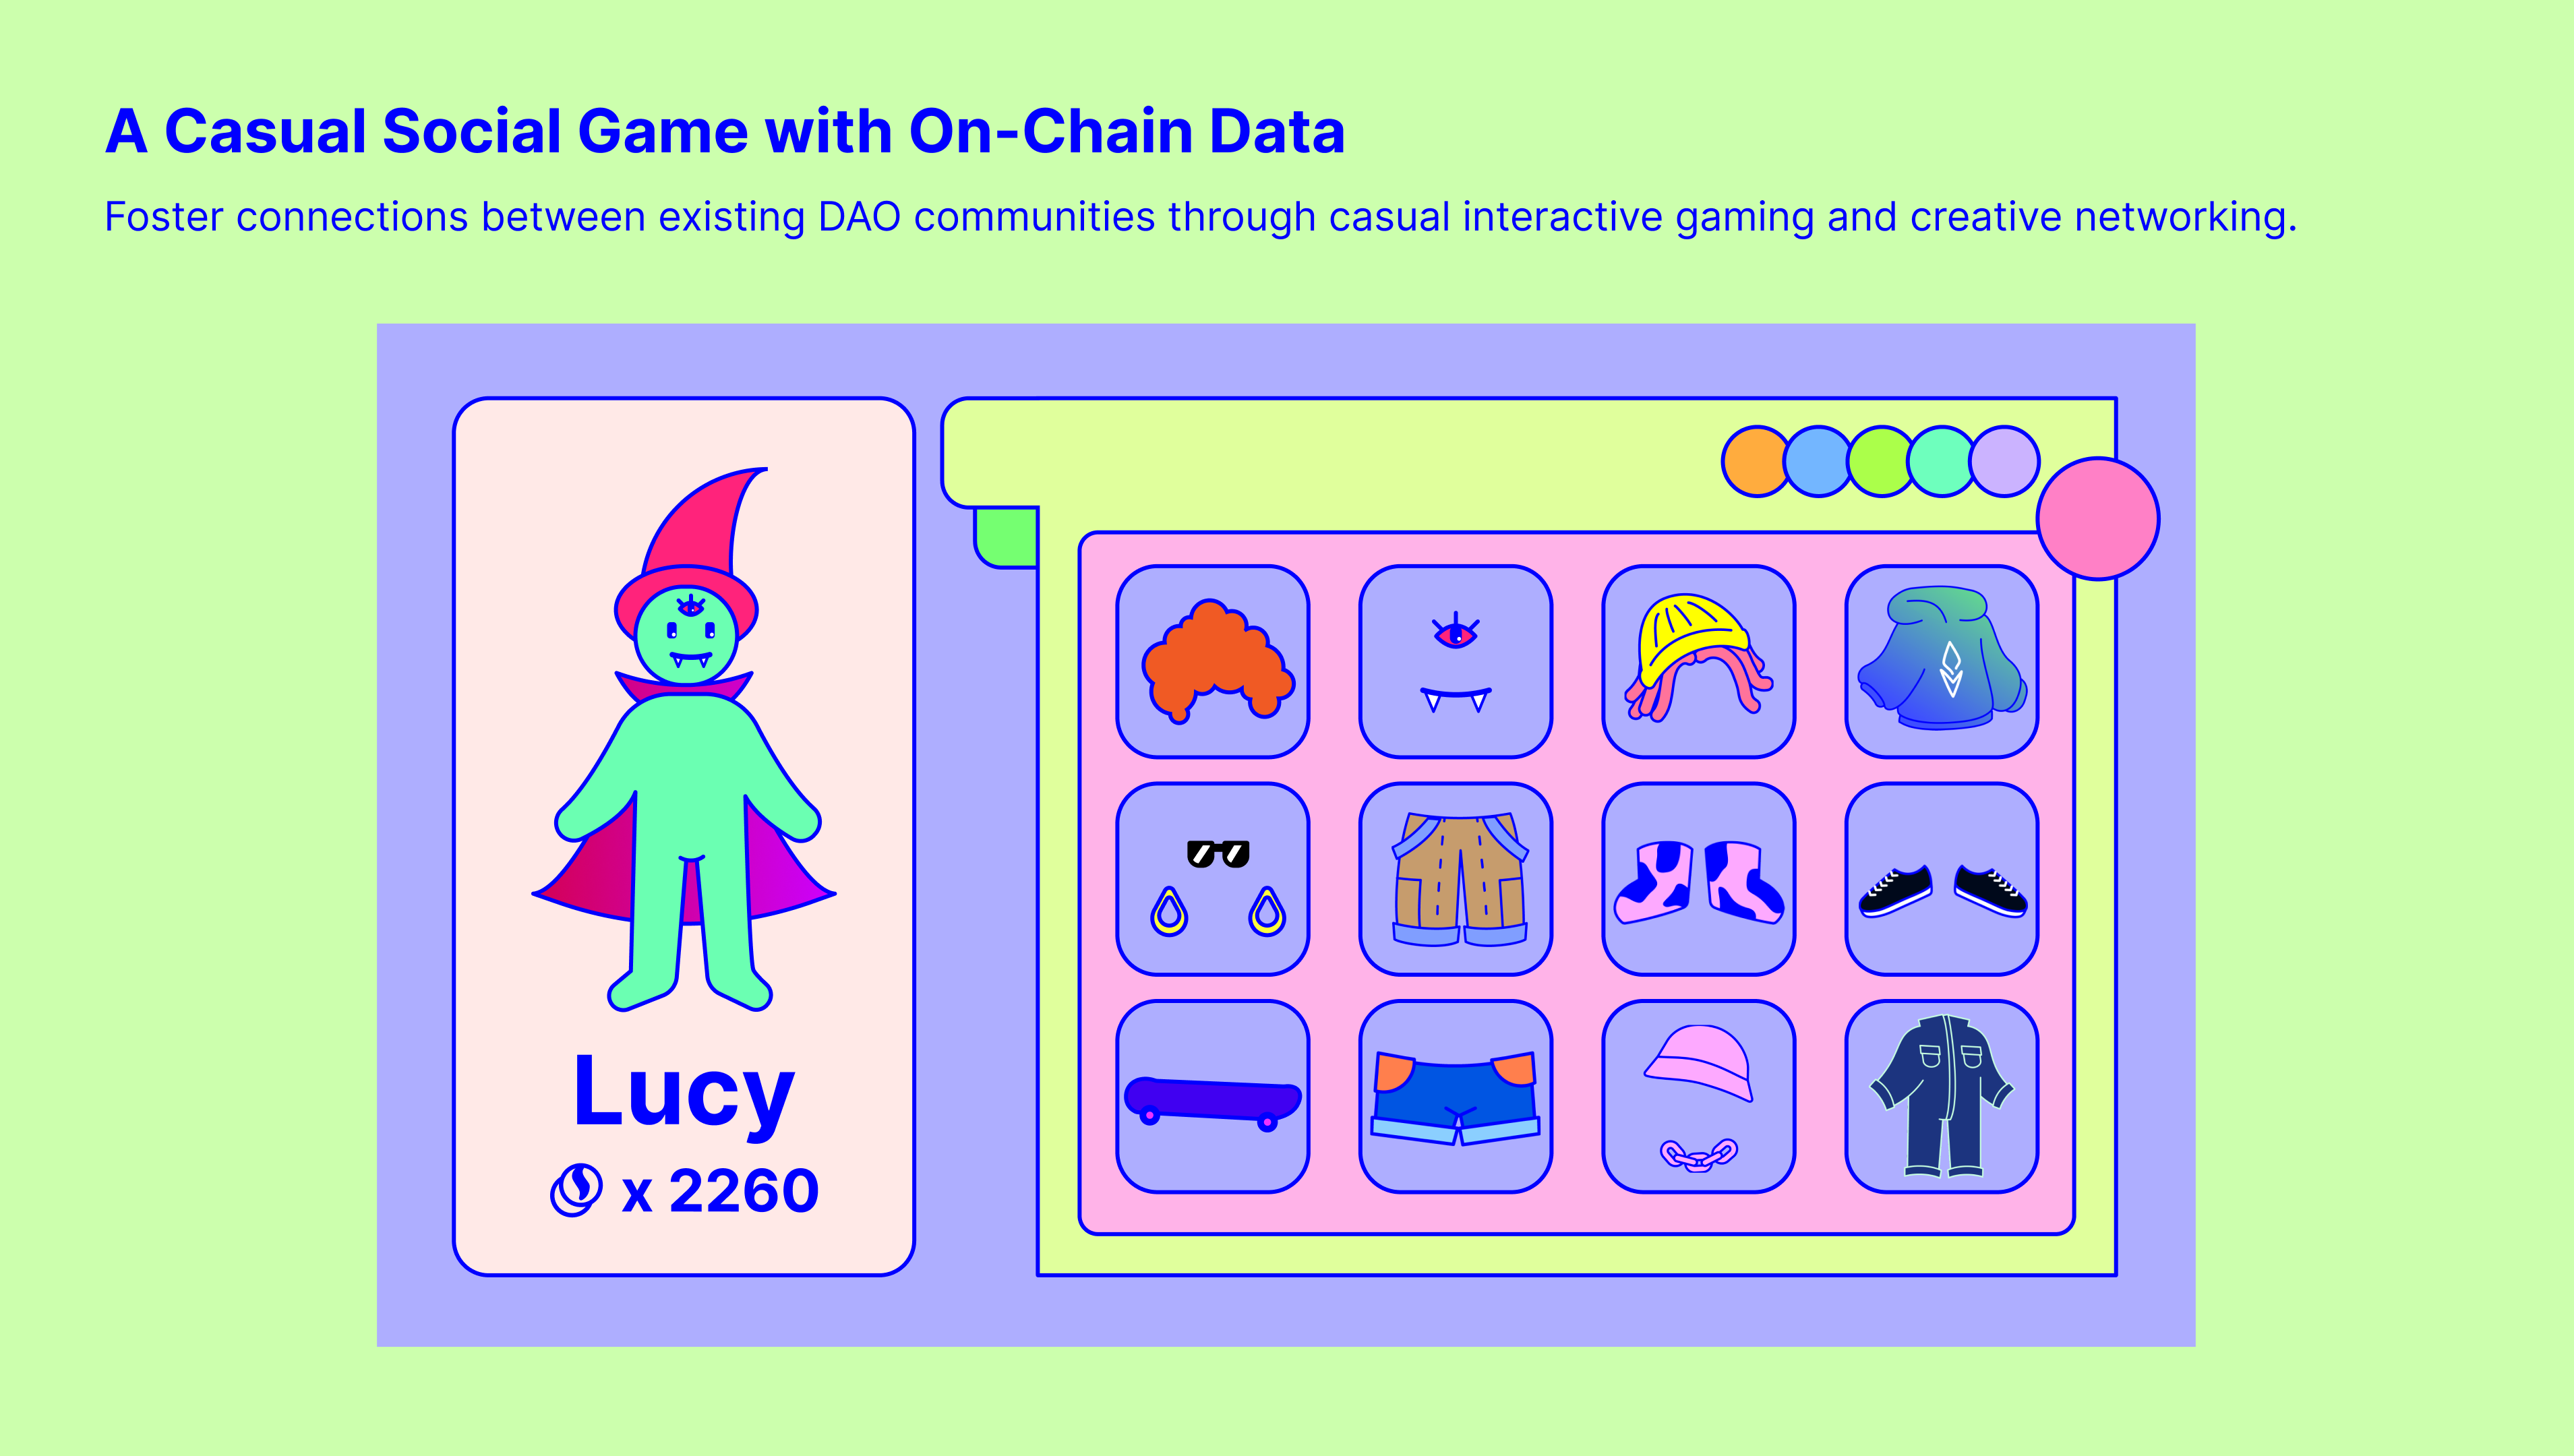 A Casual Social Game with On-Chain Data
Foster connections between existing DAO communities through casual interactive gaming and creative networking.
Lucy
x 2260